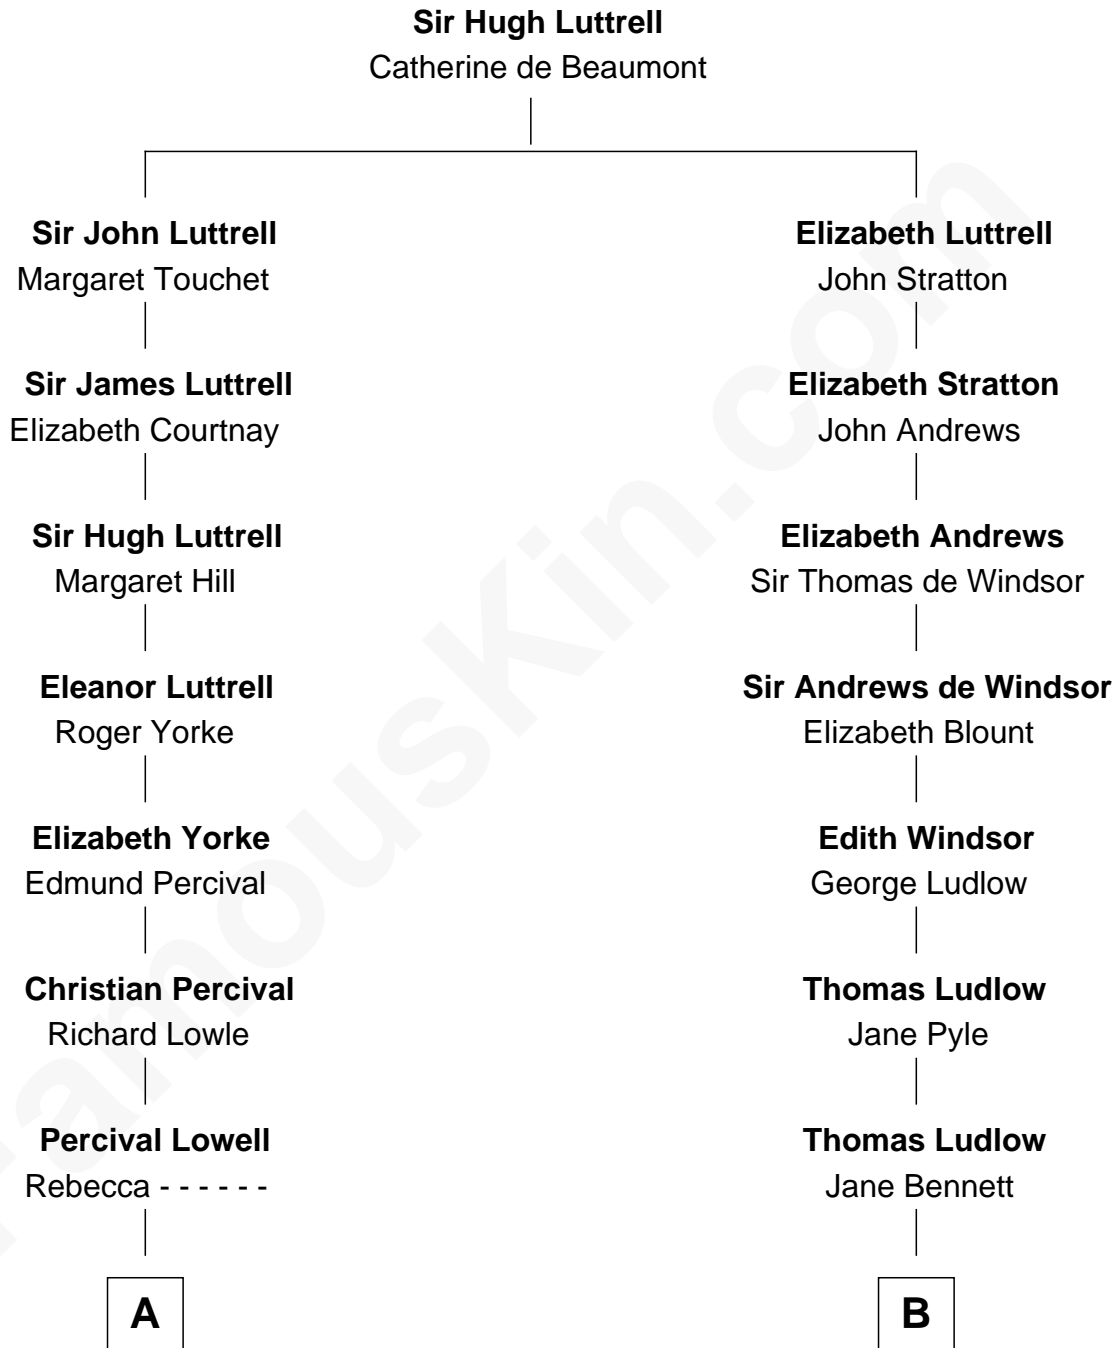 Sir Hugh Luttrell
Catherine de Beaumont
Sir John Luttrell
Margaret Touchet
Elizabeth Luttrell
John Stratton
Sir James Luttrell
Elizabeth Courtnay
Elizabeth Stratton
John Andrews
Sir Hugh Luttrell
Margaret Hill
Elizabeth Andrews
Sir Thomas de Windsor
Eleanor Luttrell
Roger Yorke
Sir Andrews de Windsor
Elizabeth Blount
Elizabeth Yorke
Edmund Percival
Edith Windsor
George Ludlow
Christian Percival
Richard Lowle
Thomas Ludlow
Jane Pyle
Percival Lowell
Rebecca - - - - - -
Thomas Ludlow
Jane Bennett
A
B
FamousKin.com